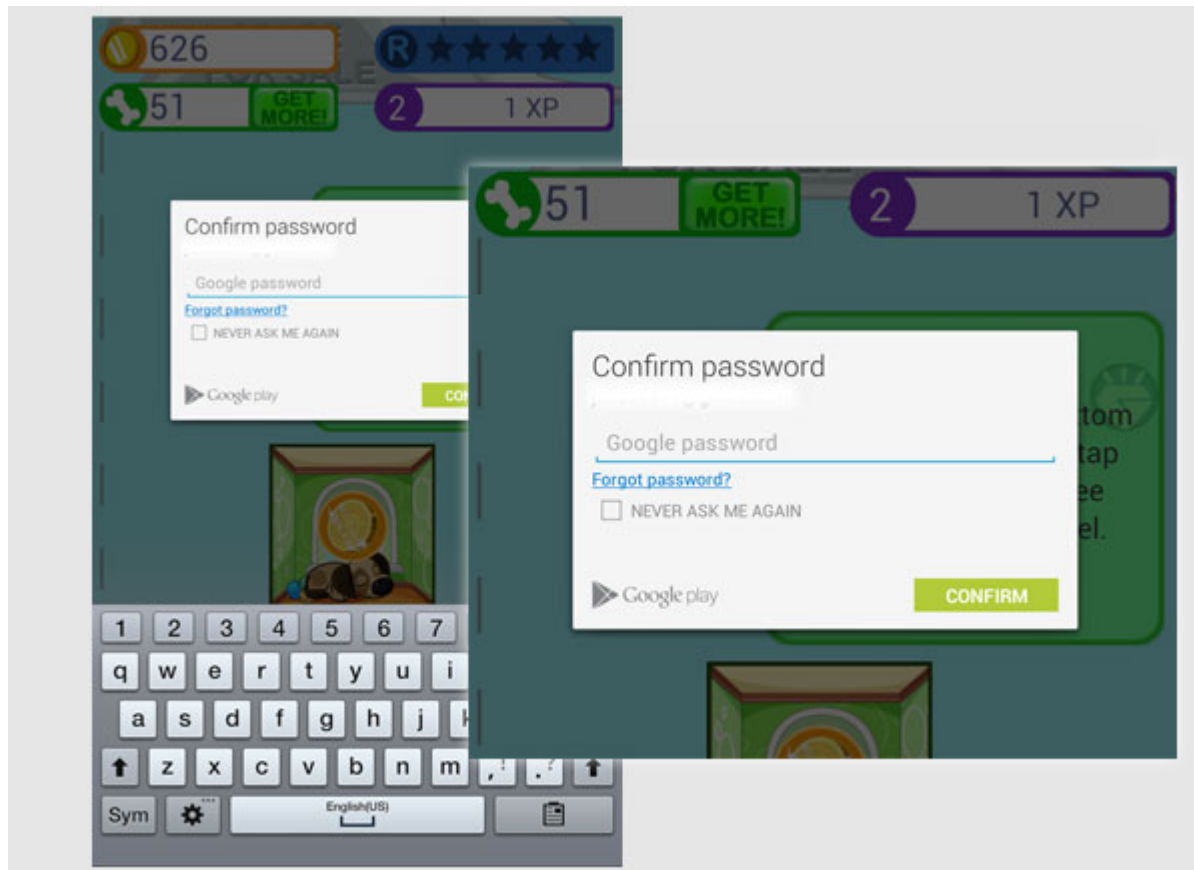 626
R
FOR SALE
51
GET
MORE!
2
1 XP
Confirm password
Google password
Forgot password?
NEVER ASK ME AGAIN
Google play
1 2 3 4 5 6 7
q w e r t y u i
a s d f g h j
z x c v b n m , ! . ?
Sym
English(US)
51
GET
MORE!
2
1 XP
Confirm password
Google password
Forgot password?
NEVER ASK ME AGAIN
Google play
CONFIRM
tom
tap
ee
el.